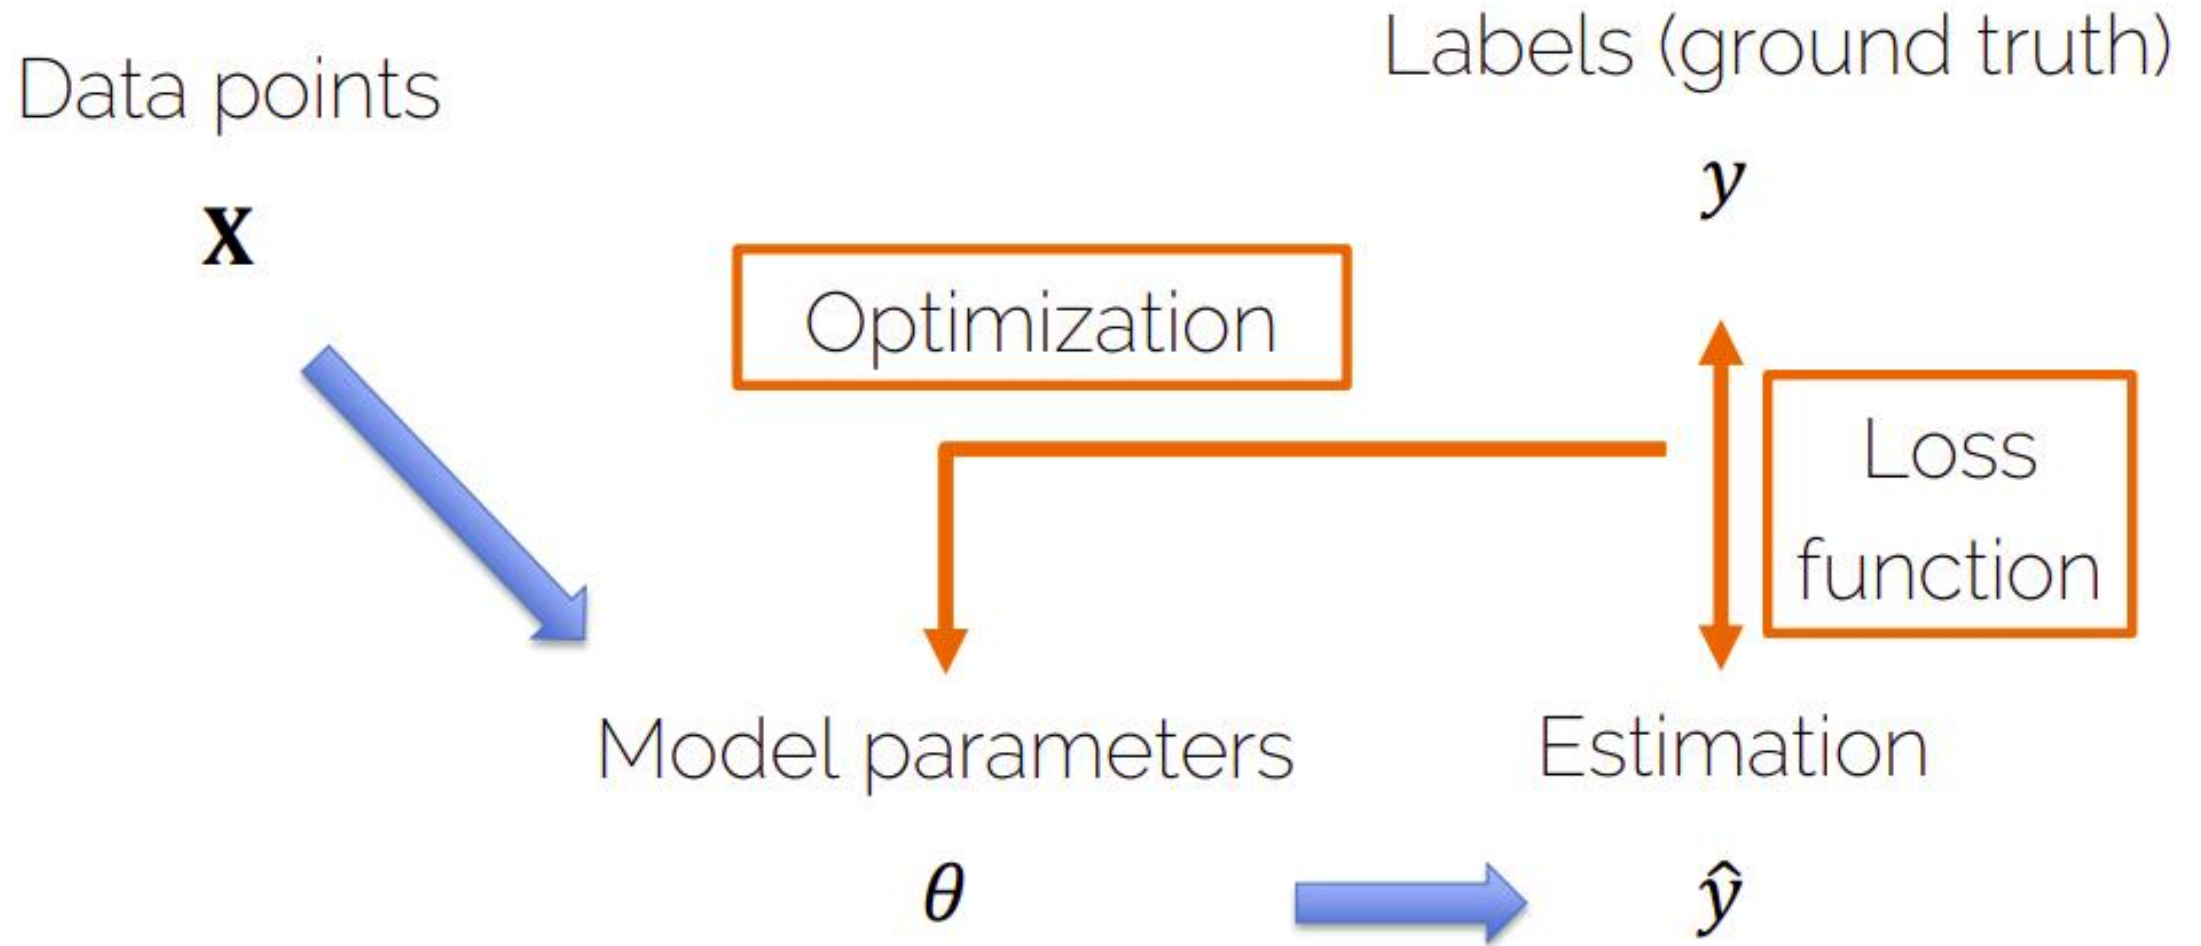 Data points
X
Labels (ground truth)
y
Optimization
Loss
function
Model parameters
θ
Estimation
ŷ